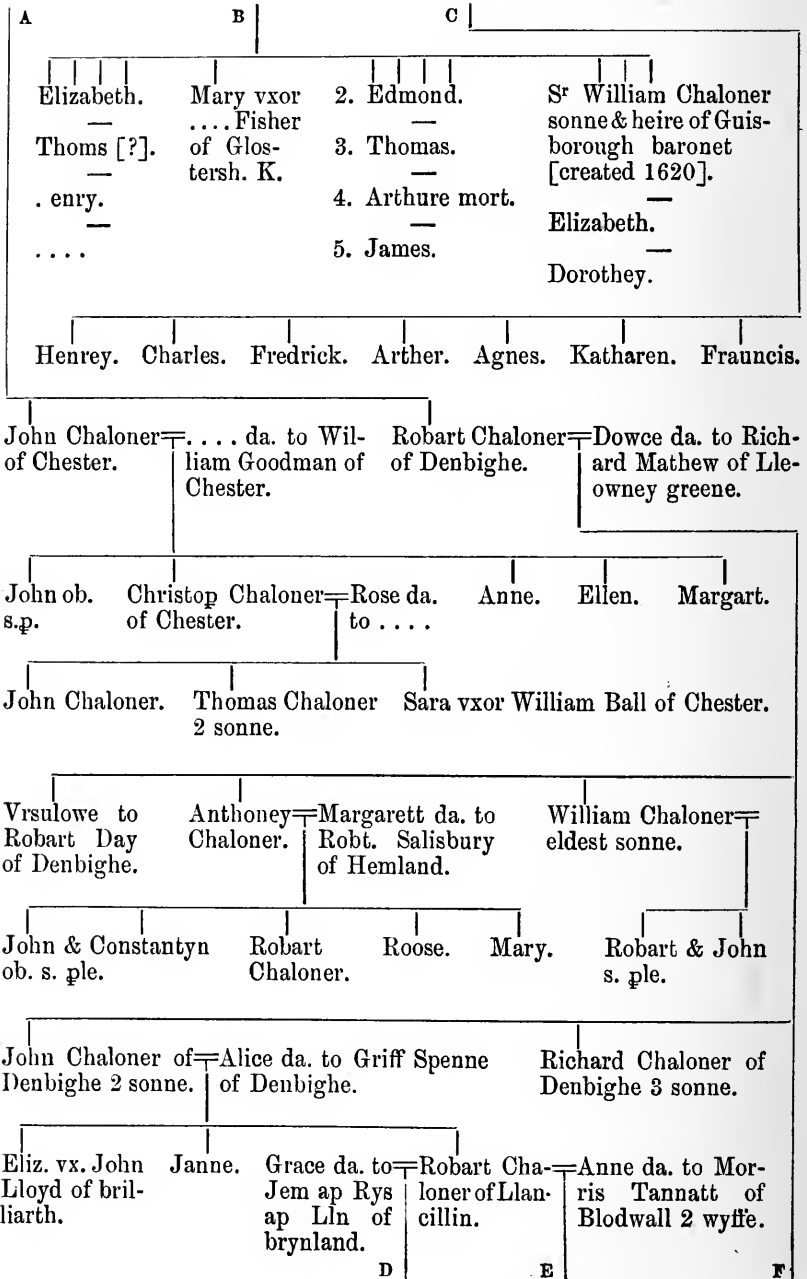 A B C
Elizabeth.
—
Thoms [?].
—
. enry.
—
. . . .
Mary vxor
. . . . Fisher
of Glos-
tersh. K.
2. Edmond.
—
3. Thomas.
—
4. Arthure mort.
—
5. James.
Sr William Chaloner
sonne & heire of Guis-
borough baronet
[created 1620].
—
Elizabeth.
—
Dorothey.
Henrey. Charles. Fredrick. Arther. Agnes. Katharen. Frauncis.
John Chaloner
of Chester.
. . . . da. to Wil-
liam Goodman of
Chester.
Robart Chaloner
of Denbighe.
Dowce da. to Rich-
ard Mathew of Lle-
owney greene.
John ob.
s.p.
Christop Chaloner
of Chester.
Rose da.
to . . . .
Anne. Ellen. Margart.
John Chaloner.
Thomas Chaloner
2 sonne.
Sara vxor William Ball of Chester.
Vrsulowe to
Robart Day
of Denbighe.
Anthoney
Chaloner.
Margarett da. to
Robt. Salisbury
of Hemland.
William Chaloner
eldest sonne.
John & Constantyn
ob. s. ple.
Robart
Chaloner.
Roose. Mary.
Robart & John
s. ple.
John Chaloner of
Denbighe 2 sonne.
Alice da. to Griff Spenne
of Denbighe.
Richard Chaloner of
Denbighe 3 sonne.
Eliz. vx. John
Lloyd of bril-
liarth.
Janne.
Grace da. to
Jem ap Rys
ap Lln of
brynland.
Robart Cha-
loner of Llan-
cillin.
Anne da. to Mor-
ris Tannatt of
Blodwall 2 wyffe.
D E F